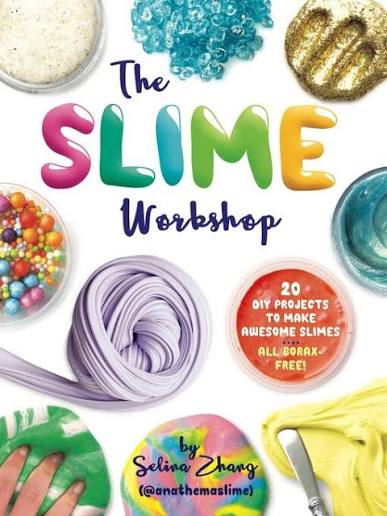 The
SLIME
Workshop
20
DIY PROJECTS
TO MAKE
AWESOME SLIMES
....
ALL BORAX-
FREE!
by
Selina Zhang
(@anathemaslime)